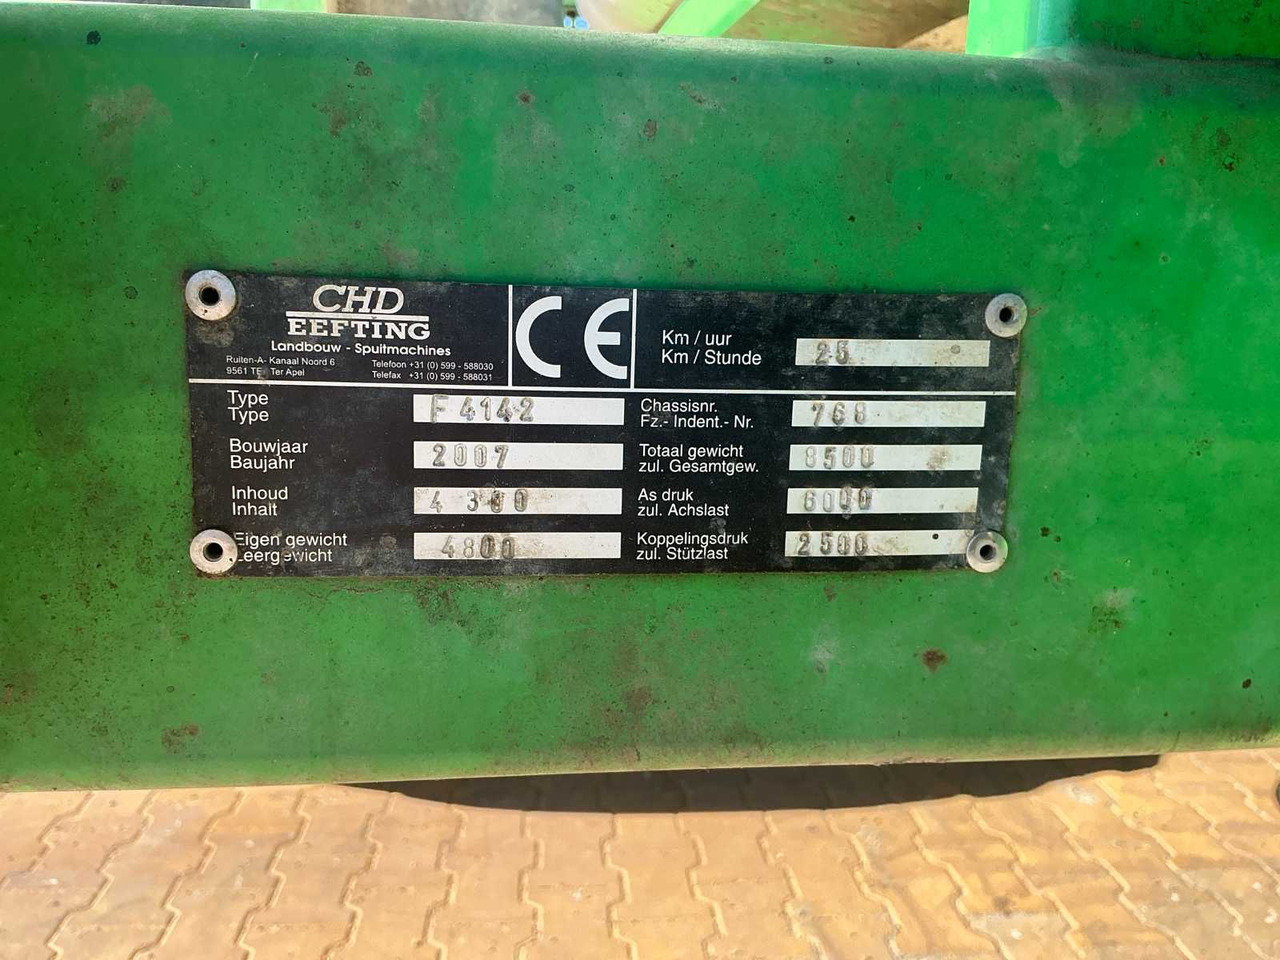 CHD
EEFTING
Landbouw - Spuitmachines
Ruiten-A- Kanaal Noord 6 Telefoon +31 (0) 599 - 588030
9561 TE Ter Apel Telefax +31 (0) 599 - 588031
CE
Km / uur
Km / Stunde
25
Type
Type
F4142
Chassisnr.
Fz.- Indent.- Nr.
768
Bouwjaar
Baujahr
2007
Totaal gewicht
zul. Gesamtgew.
8500
Inhoud
Inhalt
4 300
As druk
zul. Achslast
6000
Eigen gewicht
Leergewicht
4800
Koppelingsdruk
zul. Stützlast
2500